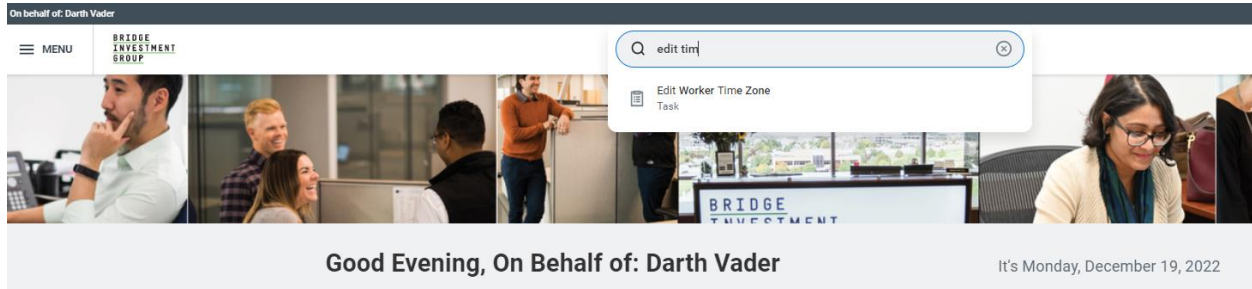 On behalf of: Darth Vader
MENU
BRIDGE
INVESTMENT
GROUP
edit tim
Edit Worker Time Zone
Task
BRIDGE
INVESTMENT
Good Evening, On Behalf of: Darth Vader
It's Monday, December 19, 2022